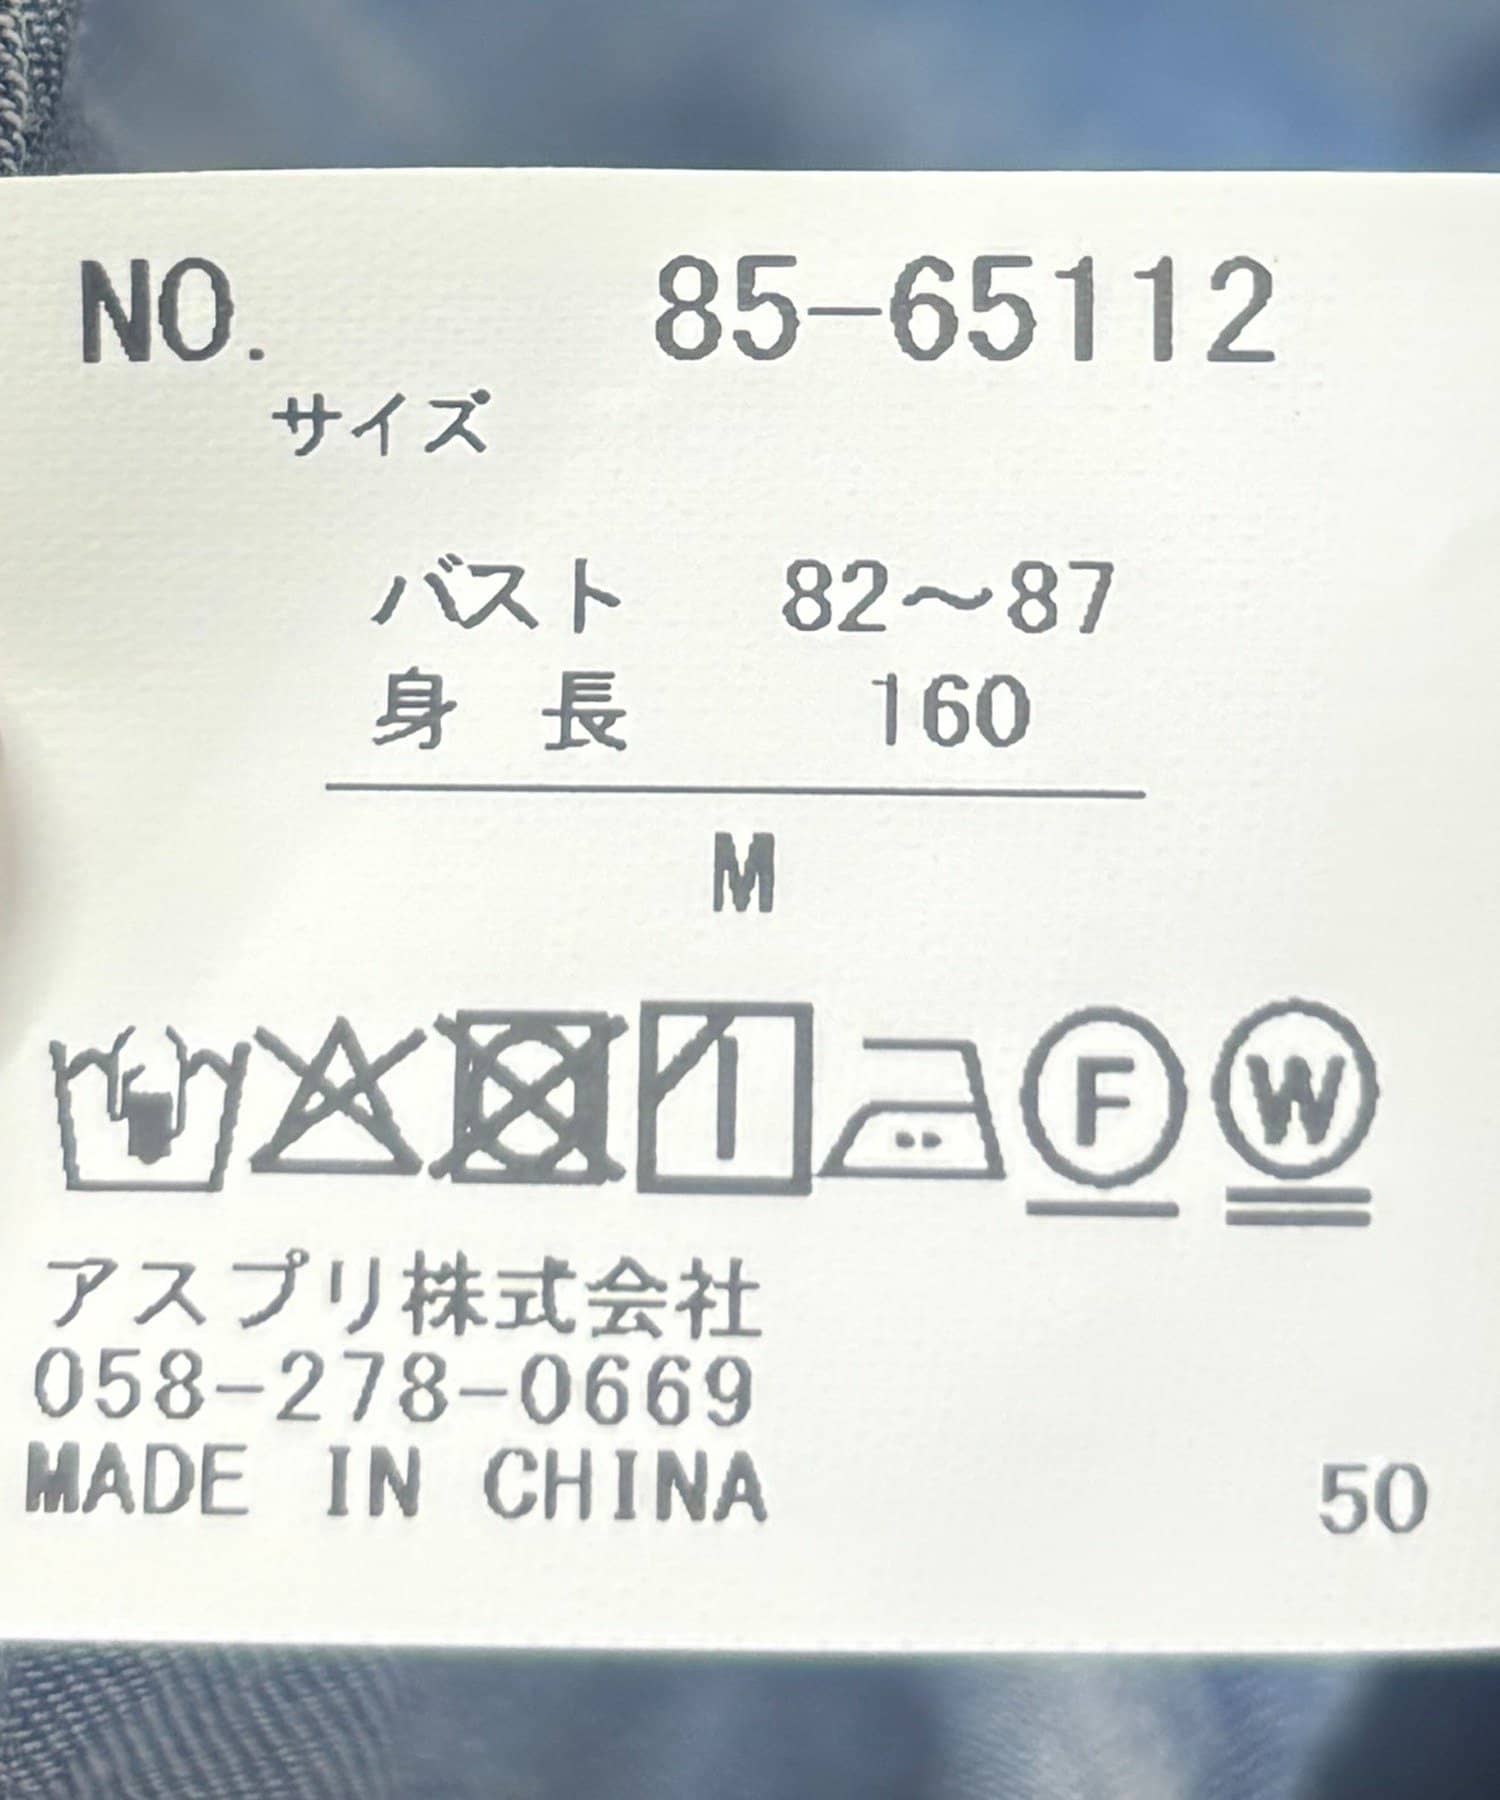 NO. 85-65112
サイズ
バスト 82～87
身長 160
M
F W
アスプリ株式会社
058-278-0669
MADE IN CHINA 50